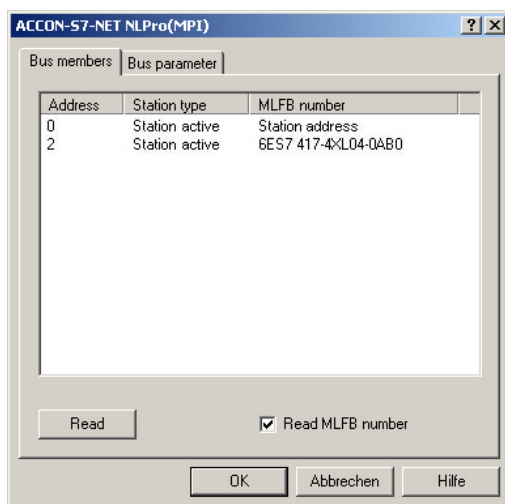 ACCON-S7-NET NLPro(MPI)
Bus members Bus parameter
Address Station type MLFB number
0 Station active Station address
2 Station active 6ES7 417-4XL04-0AB0
Read Read MLFB number
OK Abbrechen Hilfe